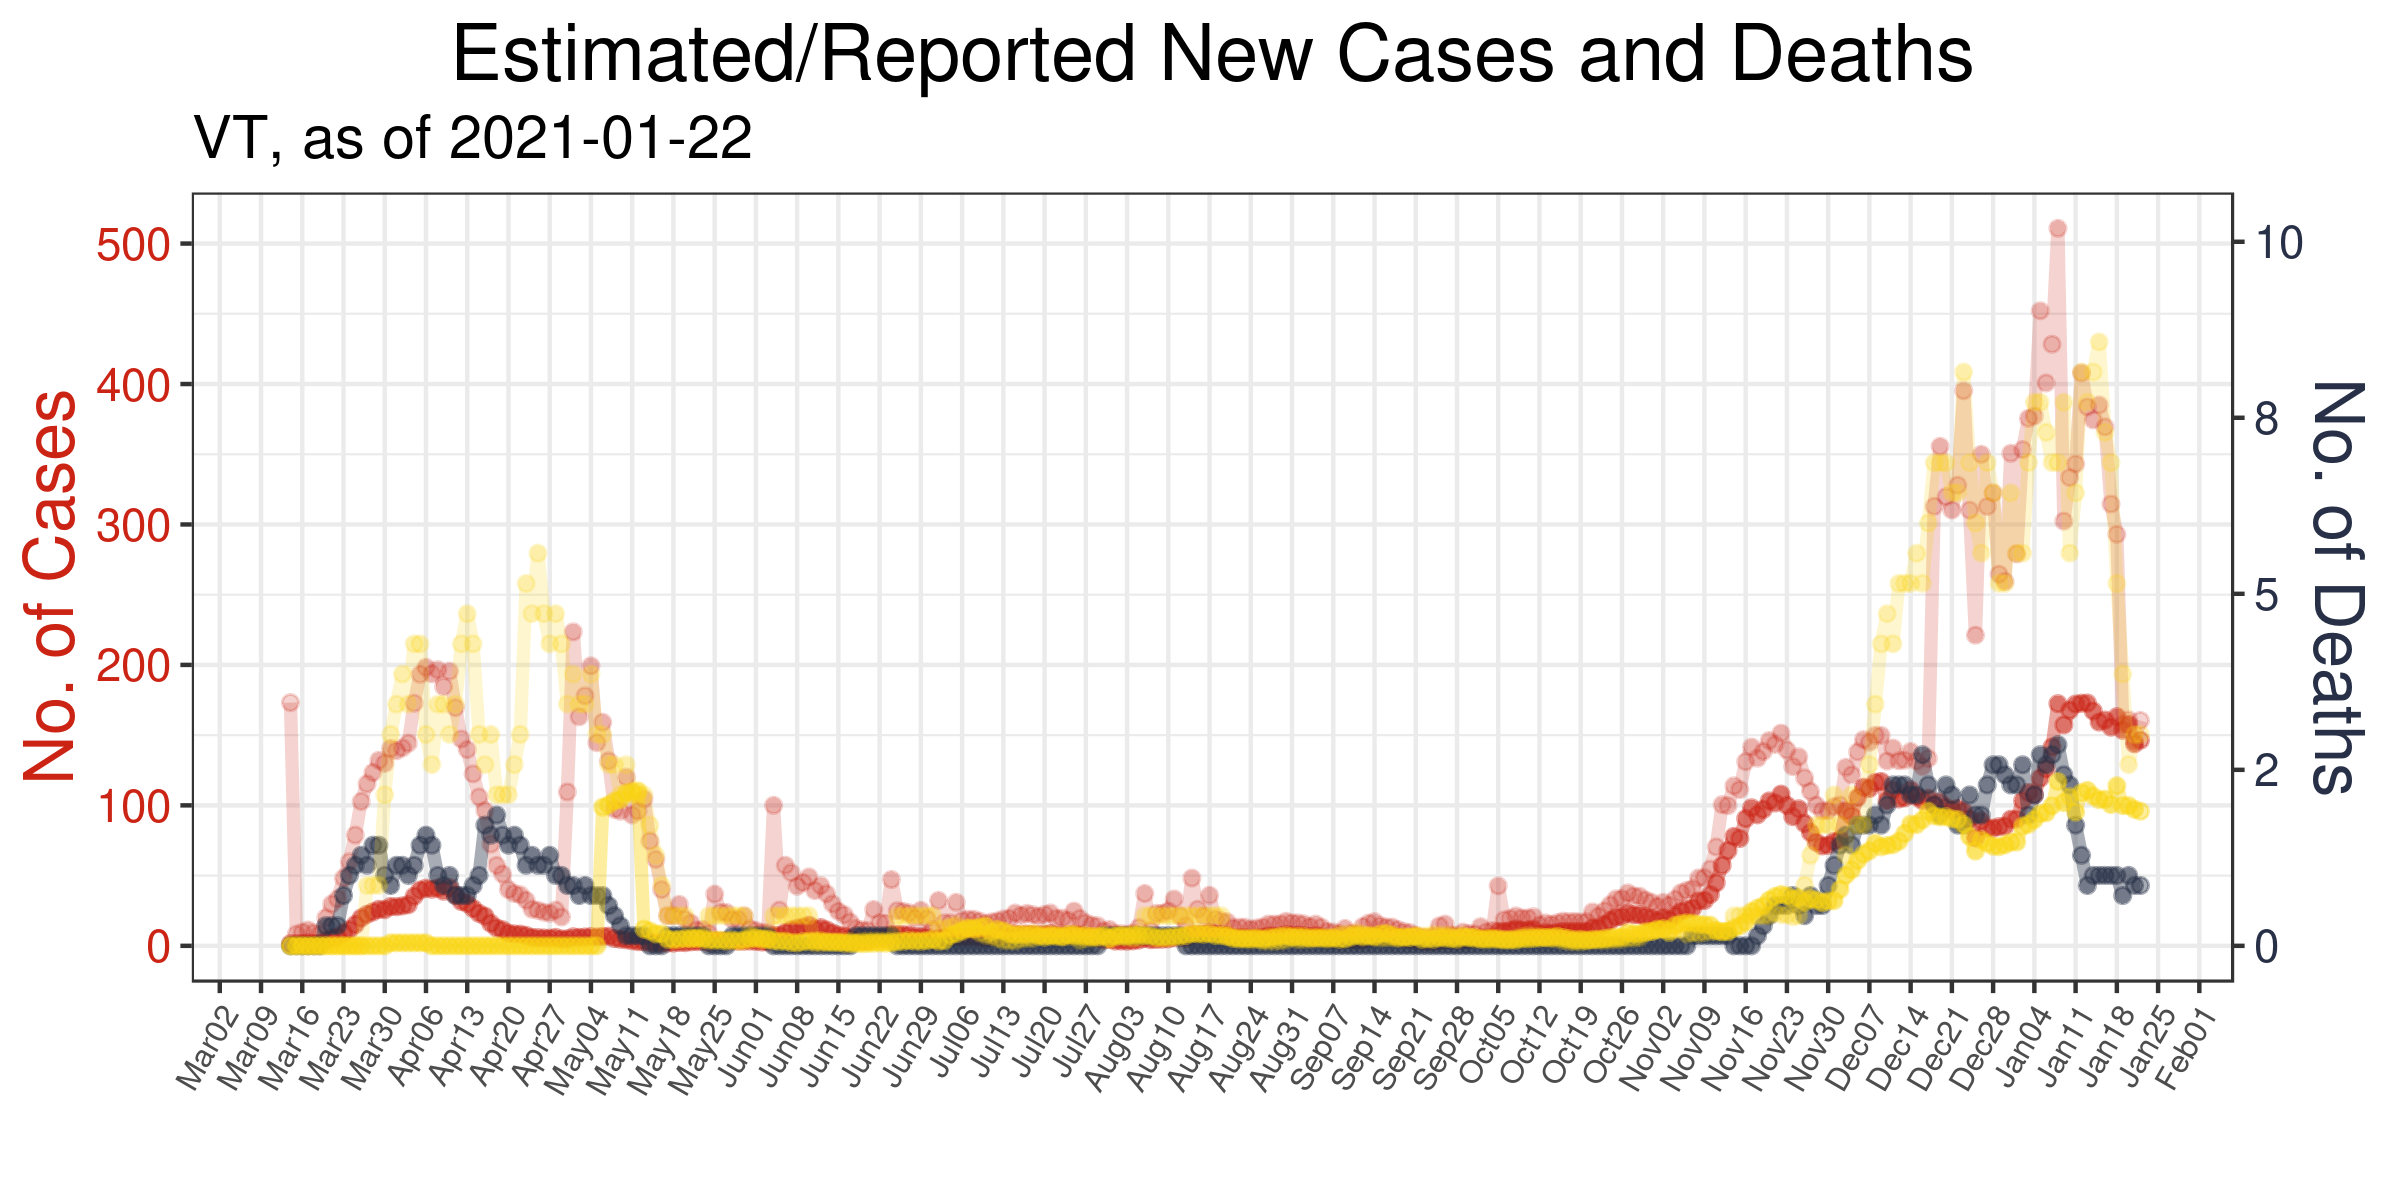 Estimated/Reported New Cases and Deaths
VT, as of 2021-01-22
No. of Cases
500
400
300
200
100
0
10
8
5
2
0
No. of Deaths
Mar02
Mar09
Mar16
Mar23
Mar30
Apr06
Apr13
Apr20
Apr27
May04
May11
May18
May25
Jun01
Jun08
Jun15
Jun22
Jun29
Jul06
Jul13
Jul20
Jul27
Aug03
Aug10
Aug17
Aug24
Aug31
Sep07
Sep14
Sep21
Sep28
Oct05
Oct12
Oct19
Oct26
Nov02
Nov09
Nov16
Nov23
Nov30
Dec07
Dec14
Dec21
Dec28
Jan04
Jan11
Jan18
Jan25
Feb01